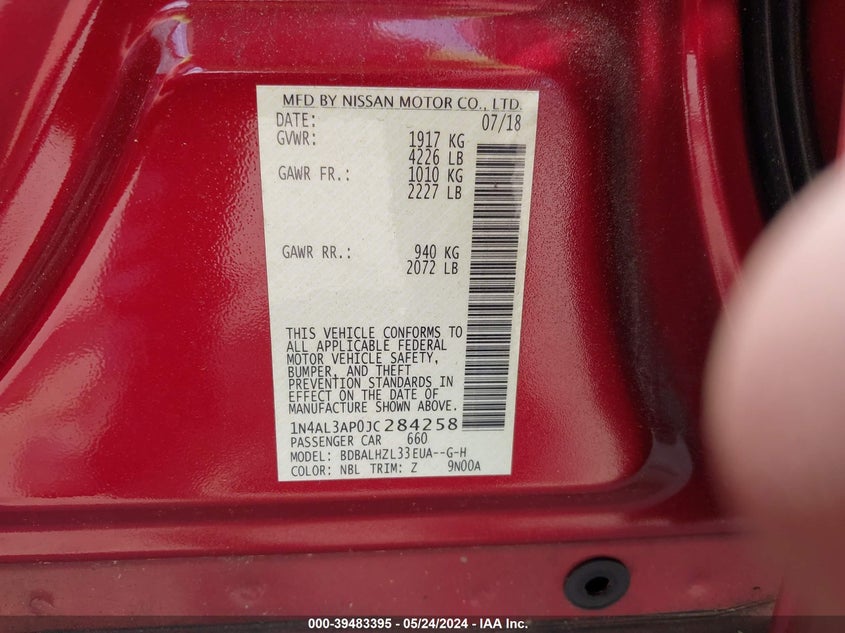 MFD BY NISSAN MOTOR CO., LTD.
DATE: 07/18
GVWR: 1917 KG
4226 LB
GAWR FR.: 1010 KG
2227 LB
GAWR RR.: 940 KG
2072 LB
THIS VEHICLE CONFORMS TO
ALL APPLICABLE FEDERAL
MOTOR VEHICLE SAFETY,
BUMPER, AND THEFT
PREVENTION STANDARDS IN
EFFECT ON THE DATE OF
MANUFACTURE SHOWN ABOVE.
1N4AL3AP0JC284258
PASSENGER CAR 660
MODEL: BDBALHZL33EUA--G-H
COLOR: NBL TRIM: Z 9N00A
000-39483395 - 05/24/2024 - IAA Inc.